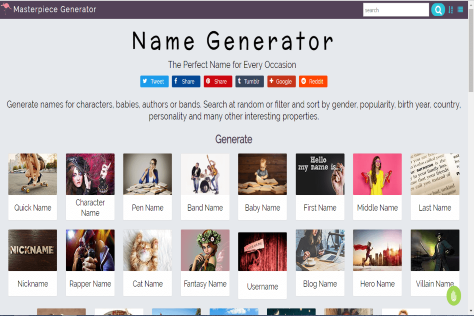 Masterpiece Generator
search
Name Generator
The Perfect Name for Every Occasion
Tweet Share Share Tumblr Google+ Reddit
Generate names for characters, babies, authors or bands. Search at random or filter and sort by gender, popularity, birth year, country,
personality and many other interesting properties.
Generate
Hello
my name is..
Quick Name
Character
Name
Pen Name
Band Name
Baby Name
First Name
Middle Name
Last Name
NICKNAME
Nickname
Rapper Name
Cat Name
Fantasy Name
Username
Blog Name
Hero Name
Villain Name